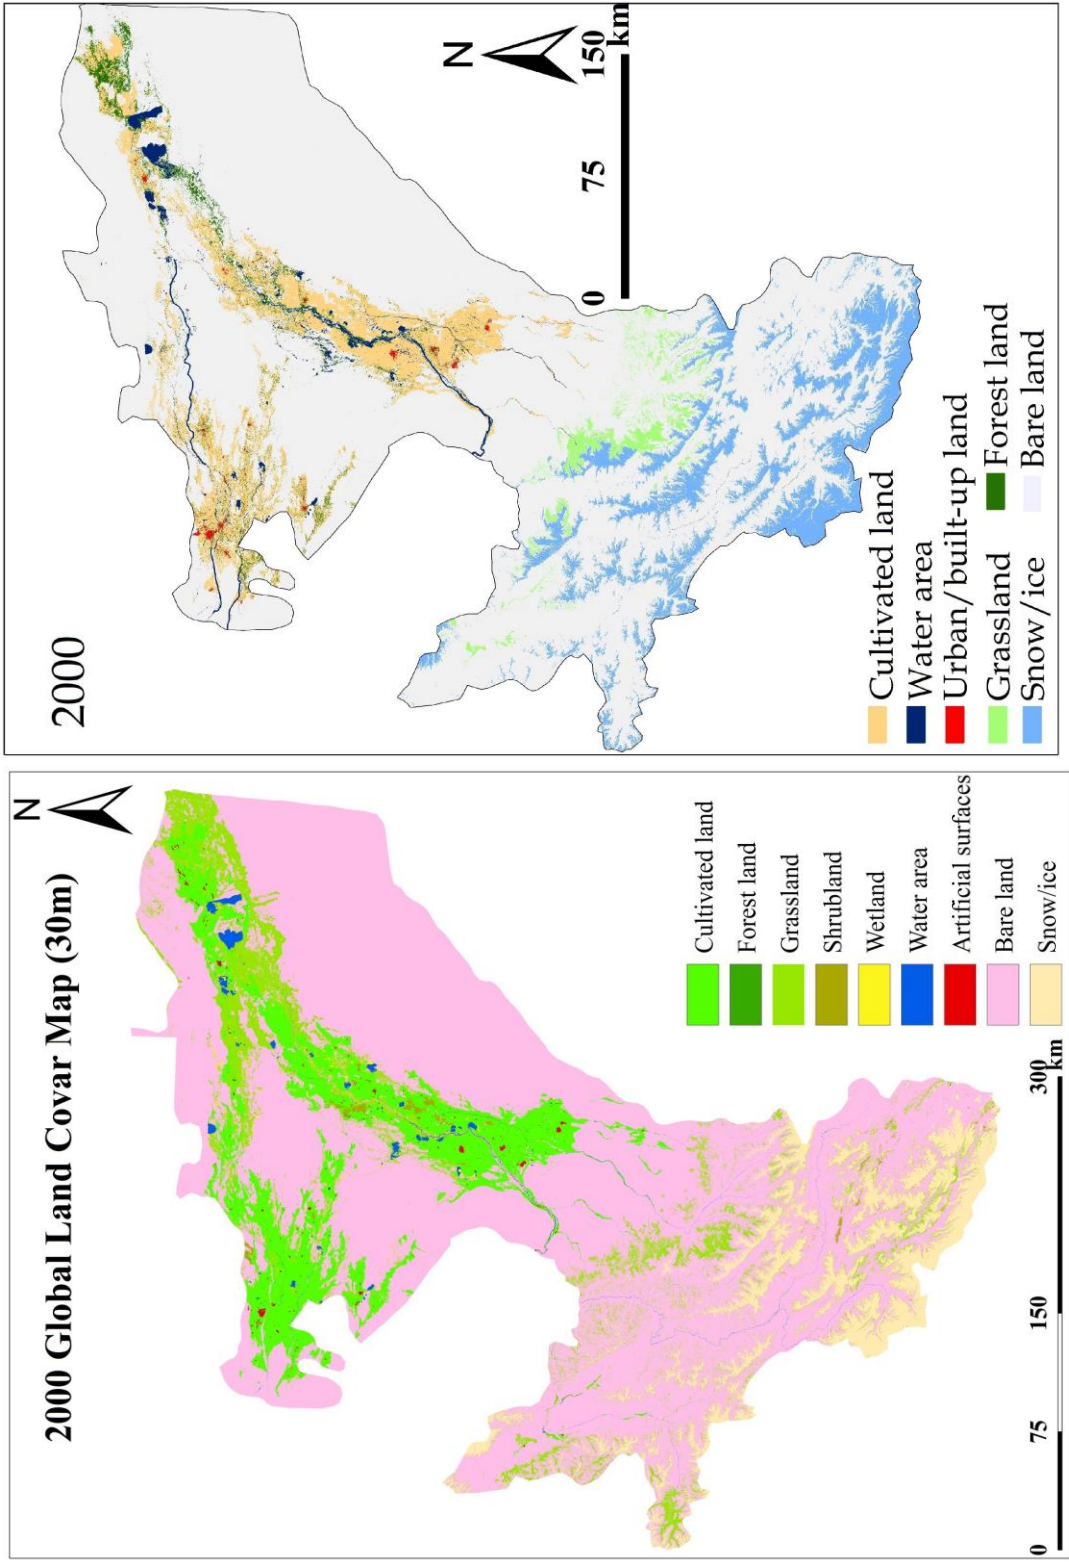 2000 Global Land Covar Map (30m)
N
Cultivated land
Forest land
Grassland
Shrubland
Wetland
Water area
Artificial surfaces
Bare land
Snow/ice
0 75 150 300
km
2000
N
0 75 150
km
Cultivated land
Water area
Urban/built-up land
Grassland Forest land
Snow/ice Bare land